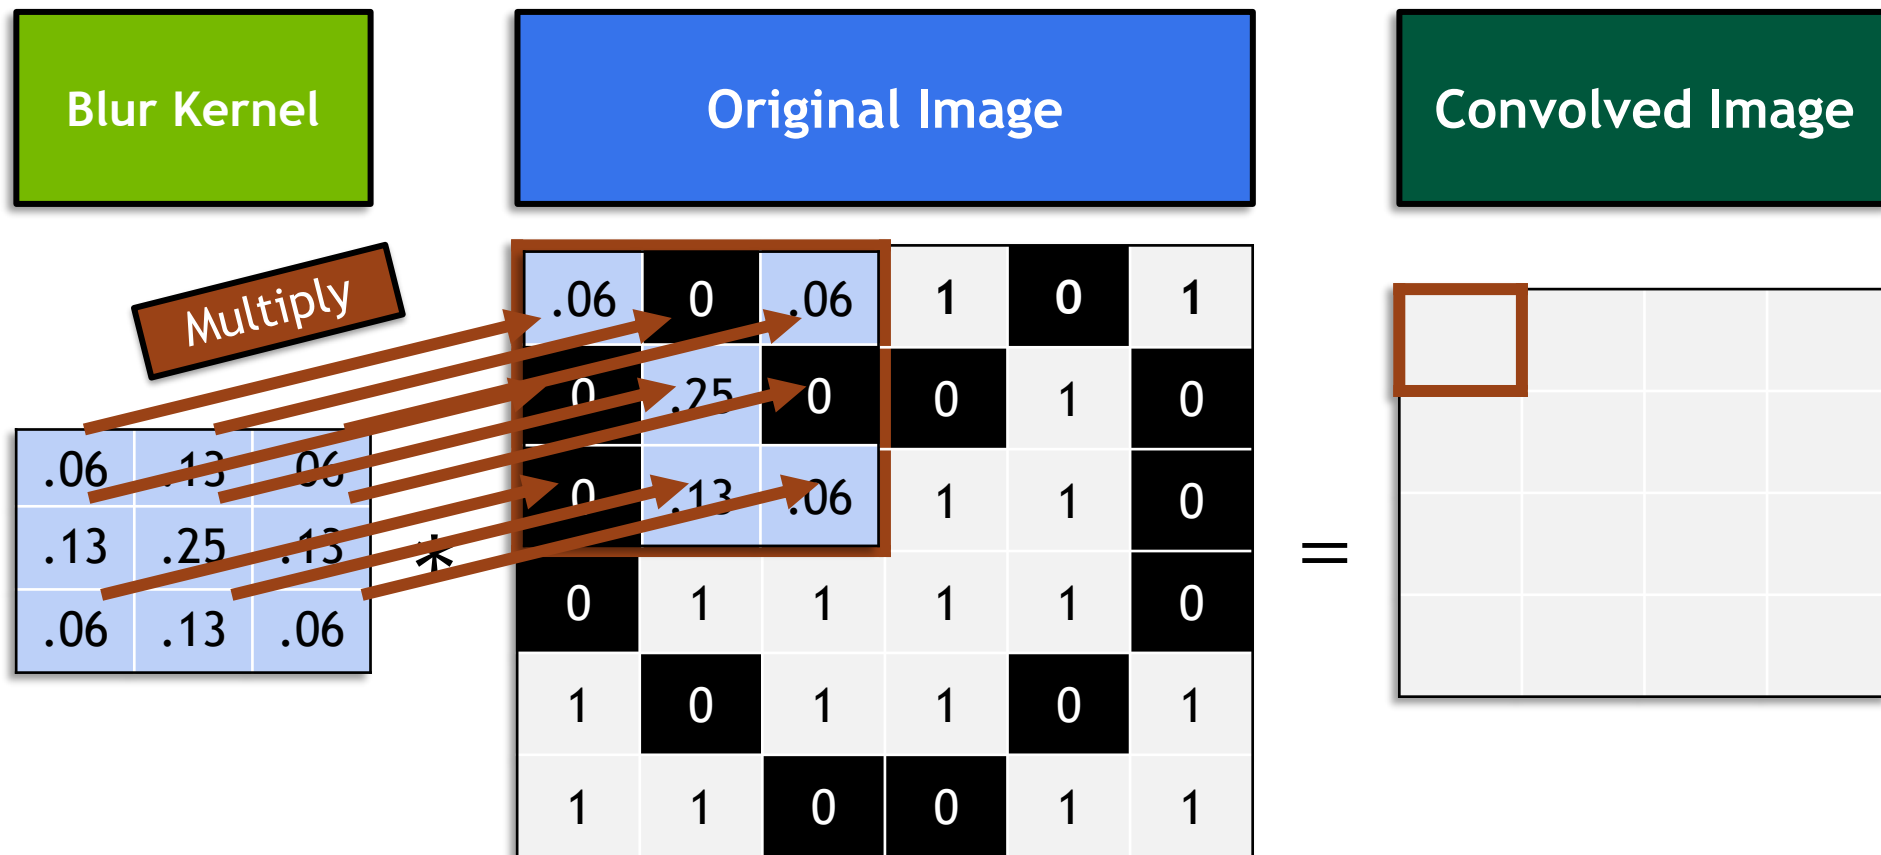 Blur Kernel
Original Image
Convolved Image
Multiply
.06 0 .06 1 0 1
0 .25 0 0 1 0
0 .13 .06 1 1 0
0 1 1 1 1 0
1 0 1 1 0 1
1 1 0 0 1 1
.06 .13 .06
.13 .25 .13
.06 .13 .06
*
=